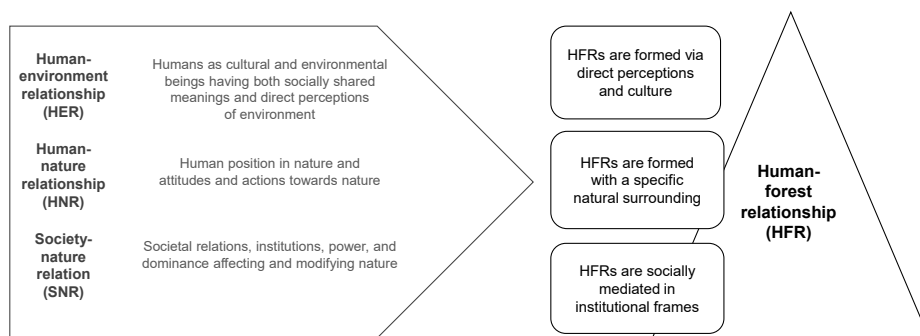 Human-
environment
relationship
(HER)
Humans as cultural and environmental
beings having both socially shared
meanings and direct perceptions
of environment
Human-
nature
relationship
(HNR)
Human position in nature and
attitudes and actions towards nature
Society-
nature
relation
(SNR)
Societal relations, institutions, power, and
dominance affecting and modifying nature
HFRs are formed via
direct perceptions
and culture
HFRs are formed
with a specific
natural surrounding
HFRs are socially
mediated in
institutional frames
Human-
forest
relationship
(HFR)